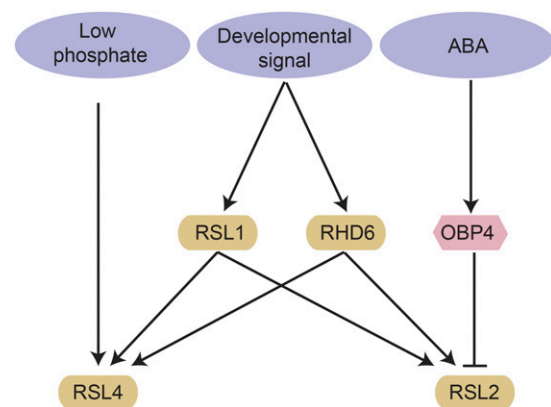 Low
phosphate
Developmental
signal
ABA
RSL1
RHD6
OBP4
RSL4
RSL2